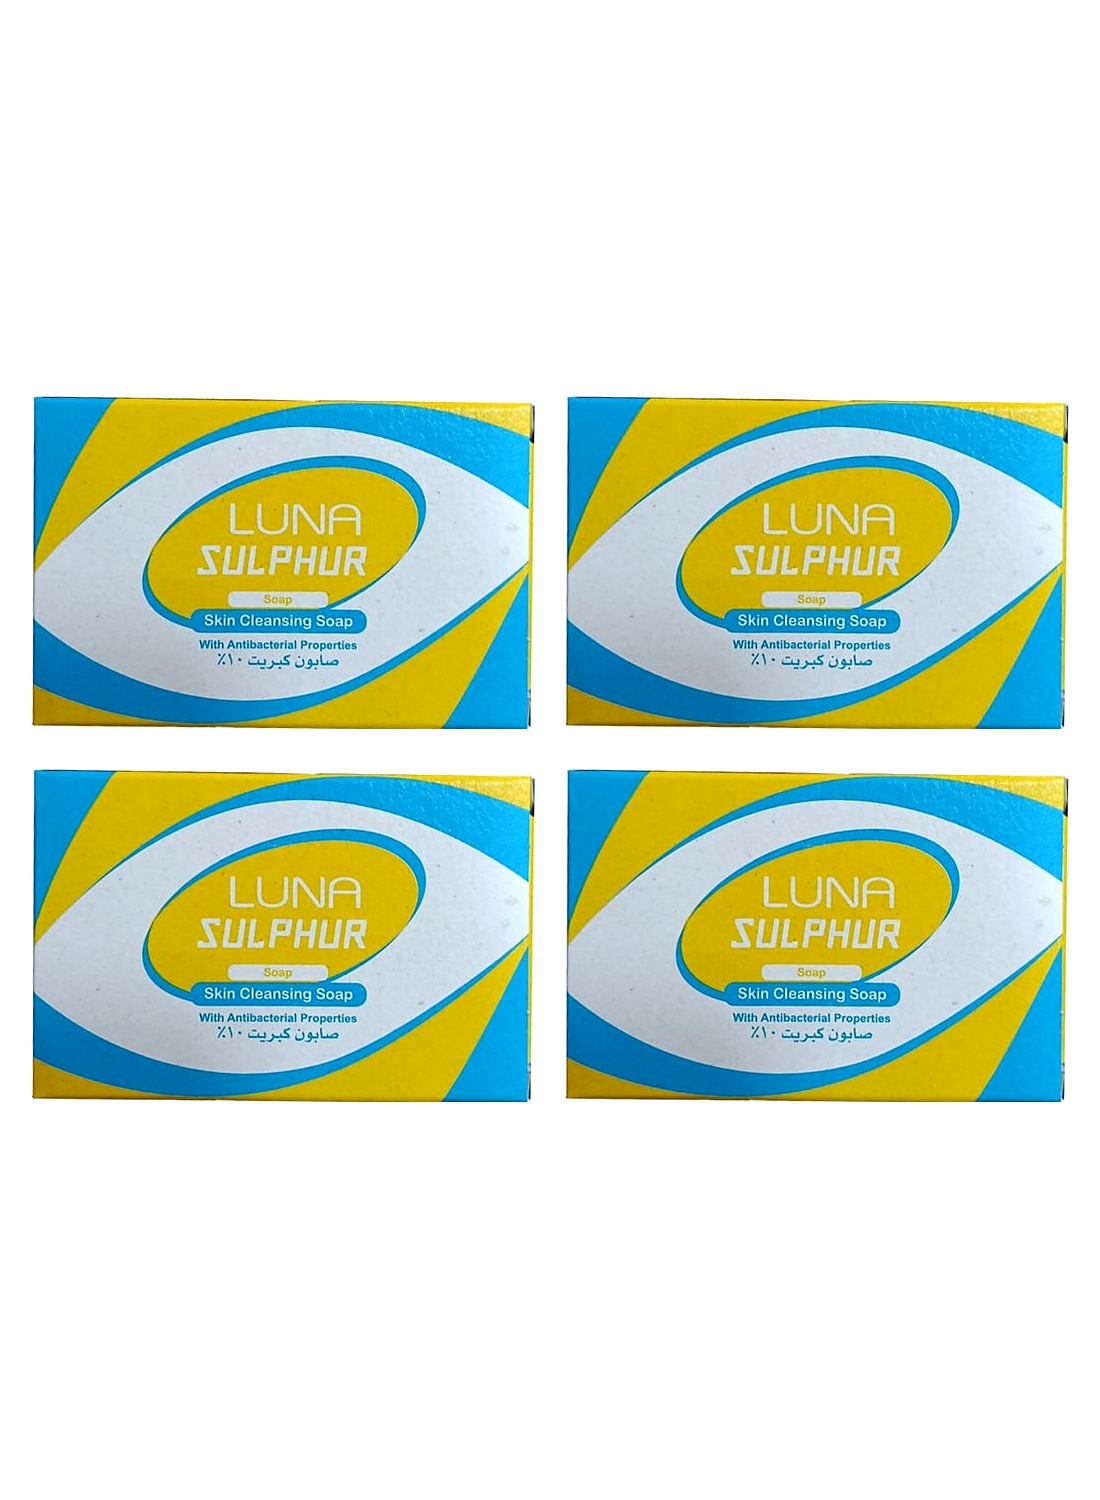 LUNA
SULPHUR
Soap
Skin Cleansing Soap
With Antibacterial Properties
صابون كبريت ١٠٪
LUNA
SULPHUR
Soap
Skin Cleansing Soap
With Antibacterial Properties
صابون كبريت ١٠٪
LUNA
SULPHUR
Soap
Skin Cleansing Soap
With Antibacterial Properties
صابون كبريت ١٠٪
LUNA
SULPHUR
Soap
Skin Cleansing Soap
With Antibacterial Properties
صابون كبريت ١٠٪